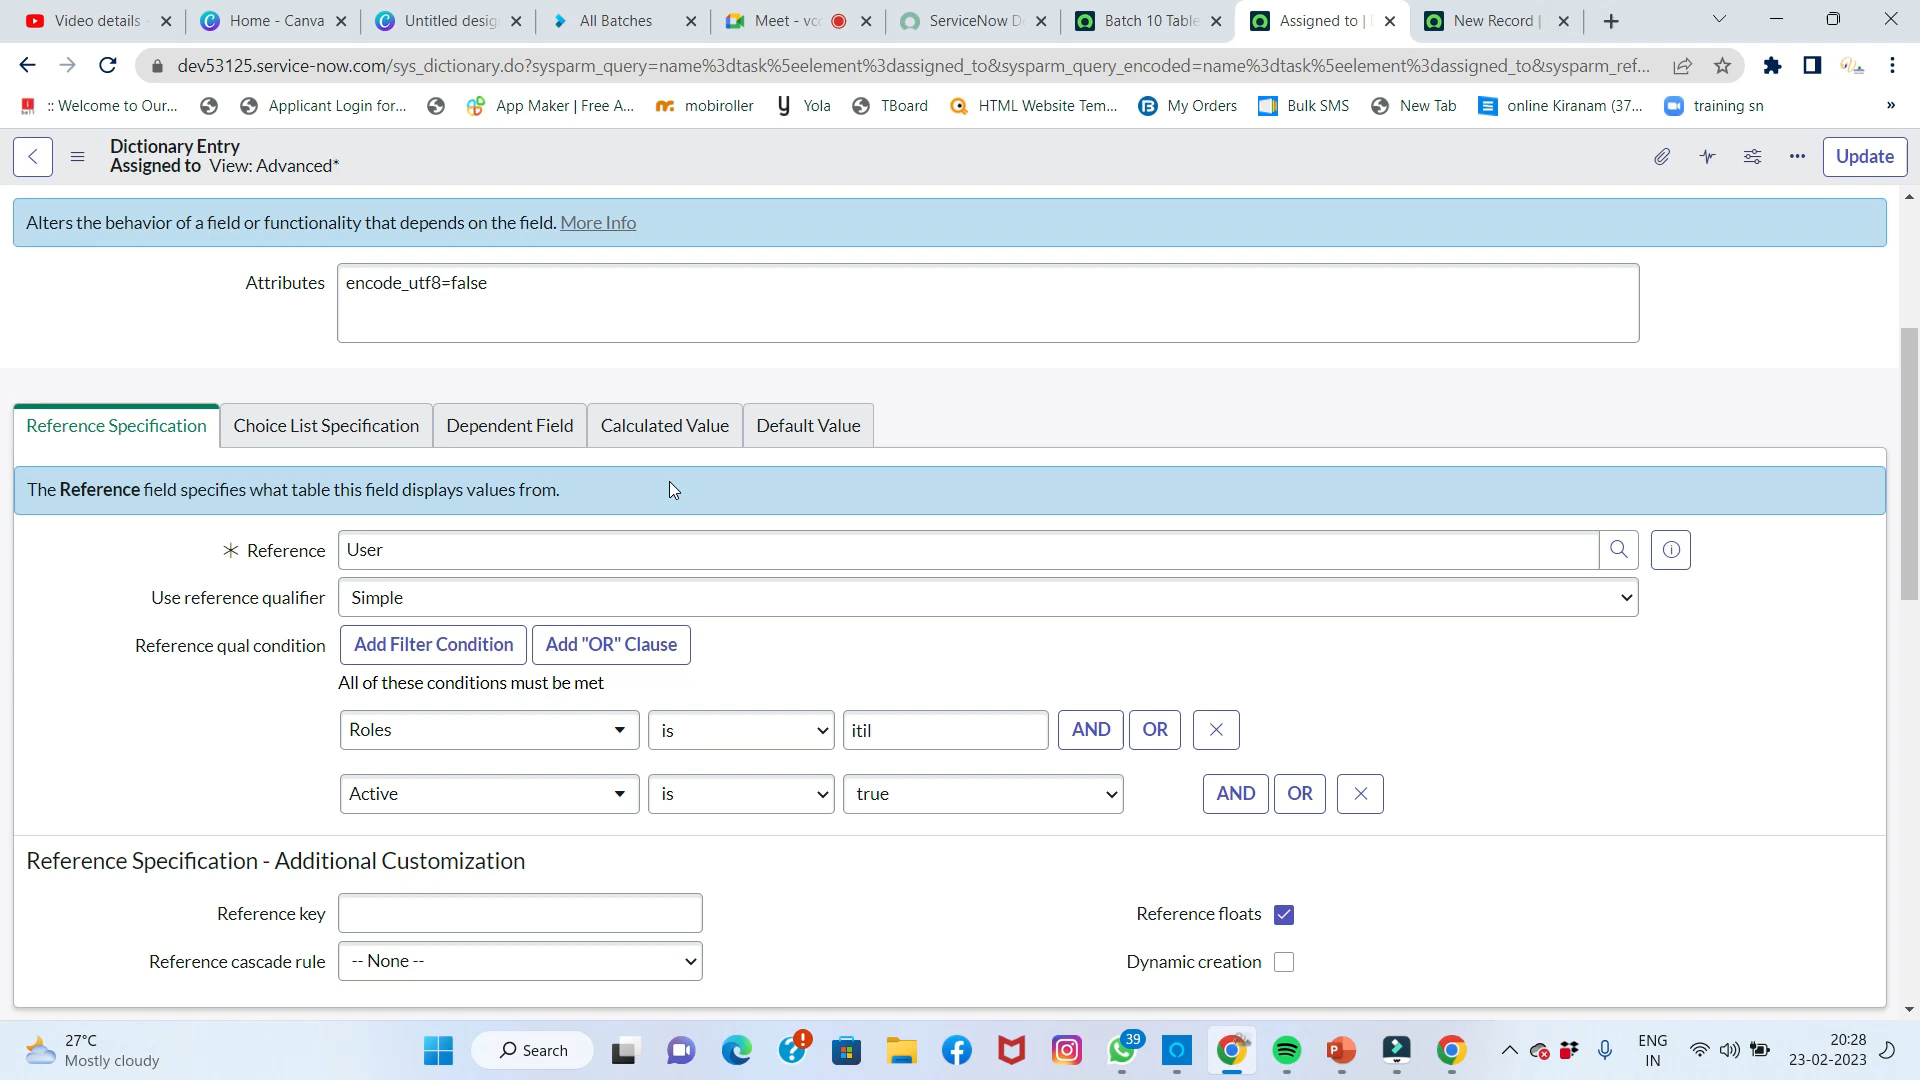 Video details
Home - Canva
Untitled desig
All Batches
Meet - vc
ServiceNow D
Batch 10 Table
Assigned to |
New Record |
dev53125.service-now.com/sys_dictionary.do?sysparm_query=name%3dtask%5eelement%3dassigned_to&sysparm_query_encoded=name%3dtask%5eelement%3dassigned_to&sysparm_ref...
:: Welcome to Our...
Applicant Login for...
App Maker | Free A...
mobiroller
Yola
TBoard
HTML Website Tem...
My Orders
Bulk SMS
New Tab
online Kiranam (37...
training sn
»
Dictionary Entry
Assigned to View: Advanced*
Update
Alters the behavior of a field or functionality that depends on the field. More Info
Attributes
encode_utf8=false
Reference Specification
Choice List Specification
Dependent Field
Calculated Value
Default Value
The Reference field specifies what table this field displays values from.
Reference
User
Use reference qualifier
Simple
Reference qual condition
Add Filter Condition
Add "OR" Clause
All of these conditions must be met
Roles
is
itil
AND
OR
Active
is
true
AND
OR
Reference Specification - Additional Customization
Reference key
Reference floats
Reference cascade rule
-- None --
Dynamic creation
27°C
Mostly cloudy
Search
39
ENG
IN
20:28
23-02-2023